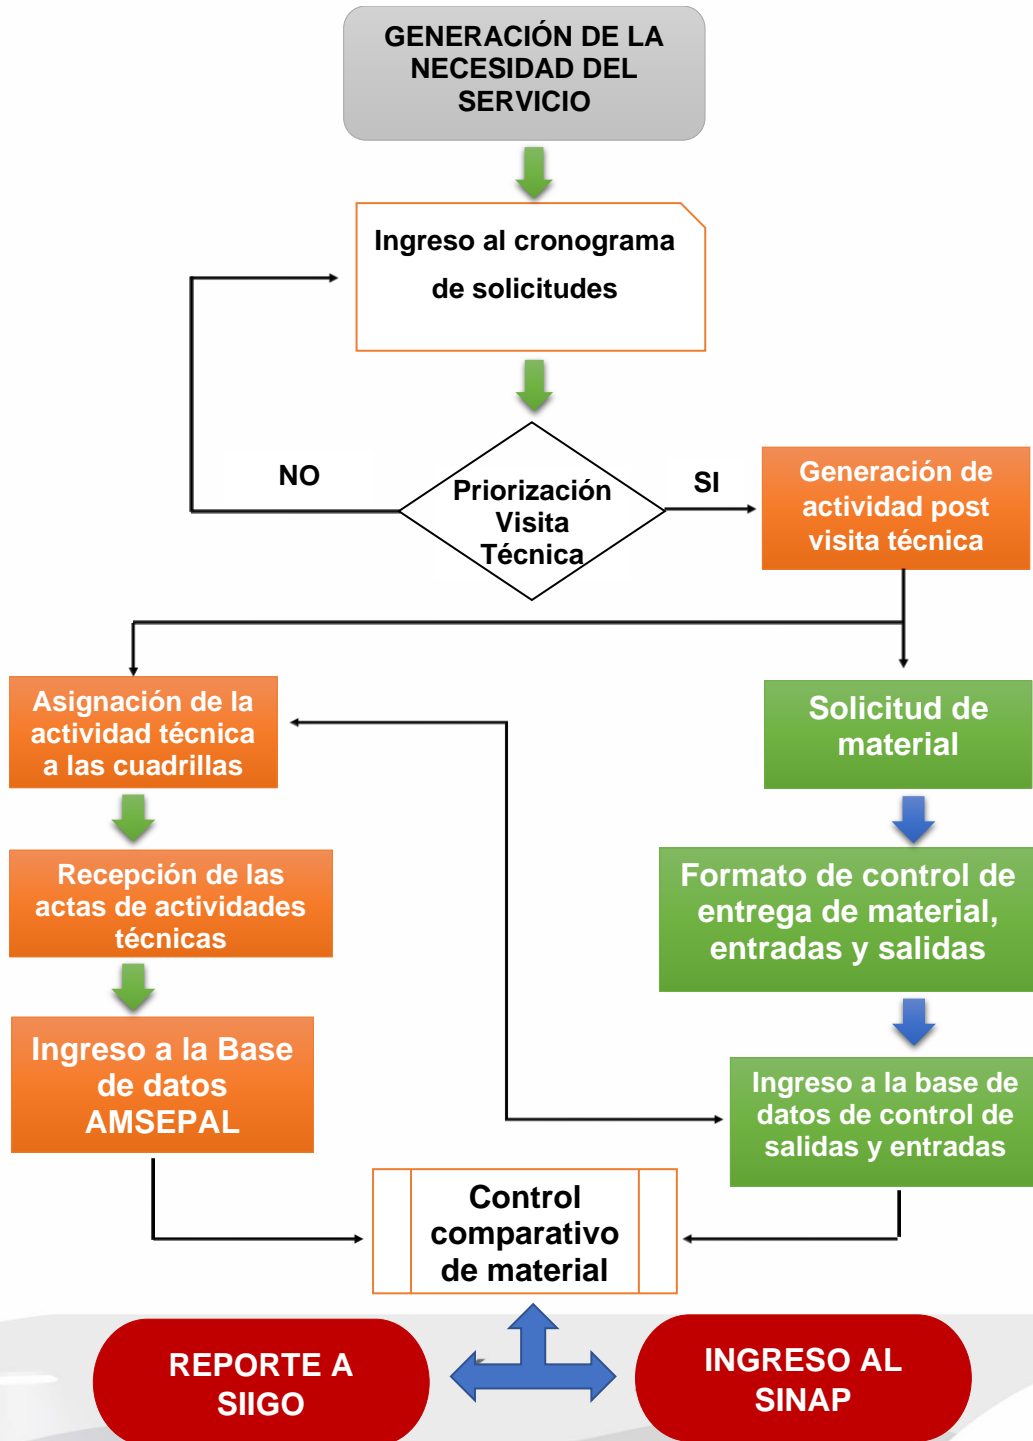 GENERACIÓN DE LA
NECESIDAD DEL
SERVICIO
Ingreso al cronograma
de solicitudes
NO
Priorización
Visita
Técnica
SI
Generación de
actividad post
visita técnica
Asignación de la
actividad técnica
a las cuadrillas
Solicitud de
material
Recepción de las
actas de actividades
técnicas
Formato de control de
entrega de material,
entradas y salidas
Ingreso a la Base
de datos
AMSEPAL
Ingreso a la base de
datos de control de
salidas y entradas
Control
comparativo
de material
REPORTE A
SIIGO
INGRESO AL
SINAP